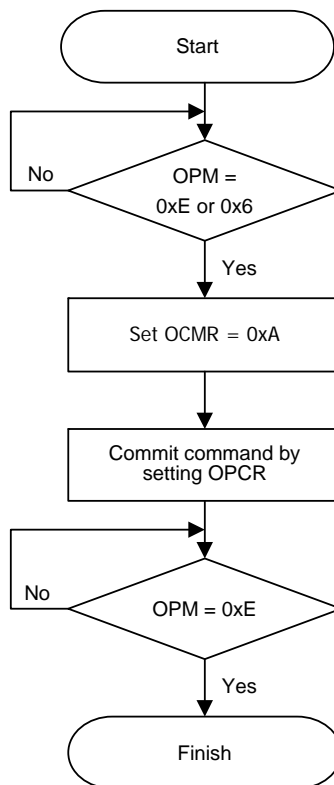 Start
No
OPM =
0xE or 0x6
Yes
Set OCMR = 0xA
Commit command by
setting OPCR
No
OPM = 0xE
Yes
Finish